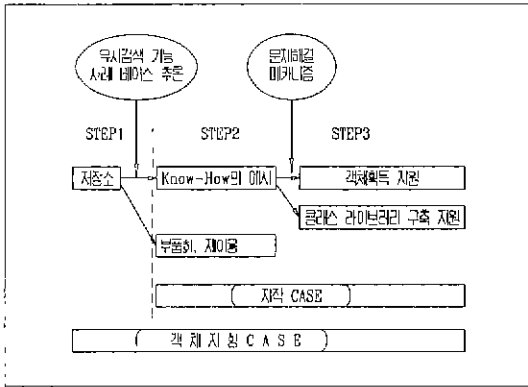 유사검색 기능
사례 베이스 추론
문제해결
메카니즘
STEP1
STEP2
STEP3
저장소
Know-How의 예시
객체획득 지원
클래스 라이브러리 구축 지원
부품화, 재이용
지적 CASE
객 체 지 향 C A S E